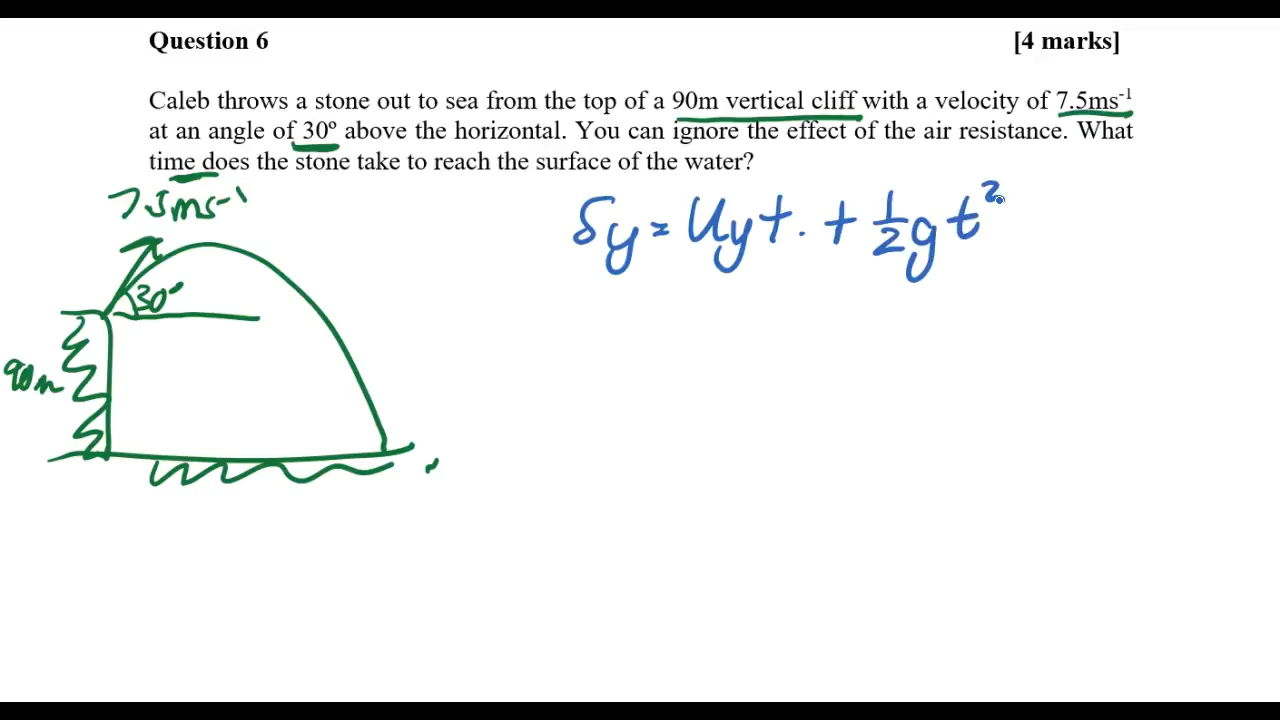 Question 6 [4 marks]
Caleb throws a stone out to sea from the top of a 90m vertical cliff with a velocity of 7.5ms⁻¹
at an angle of 30º above the horizontal. You can ignore the effect of the air resistance. What
time does the stone take to reach the surface of the water?
7.5ms⁻¹
Sy = Uyt. + ½gt²
30°
90m